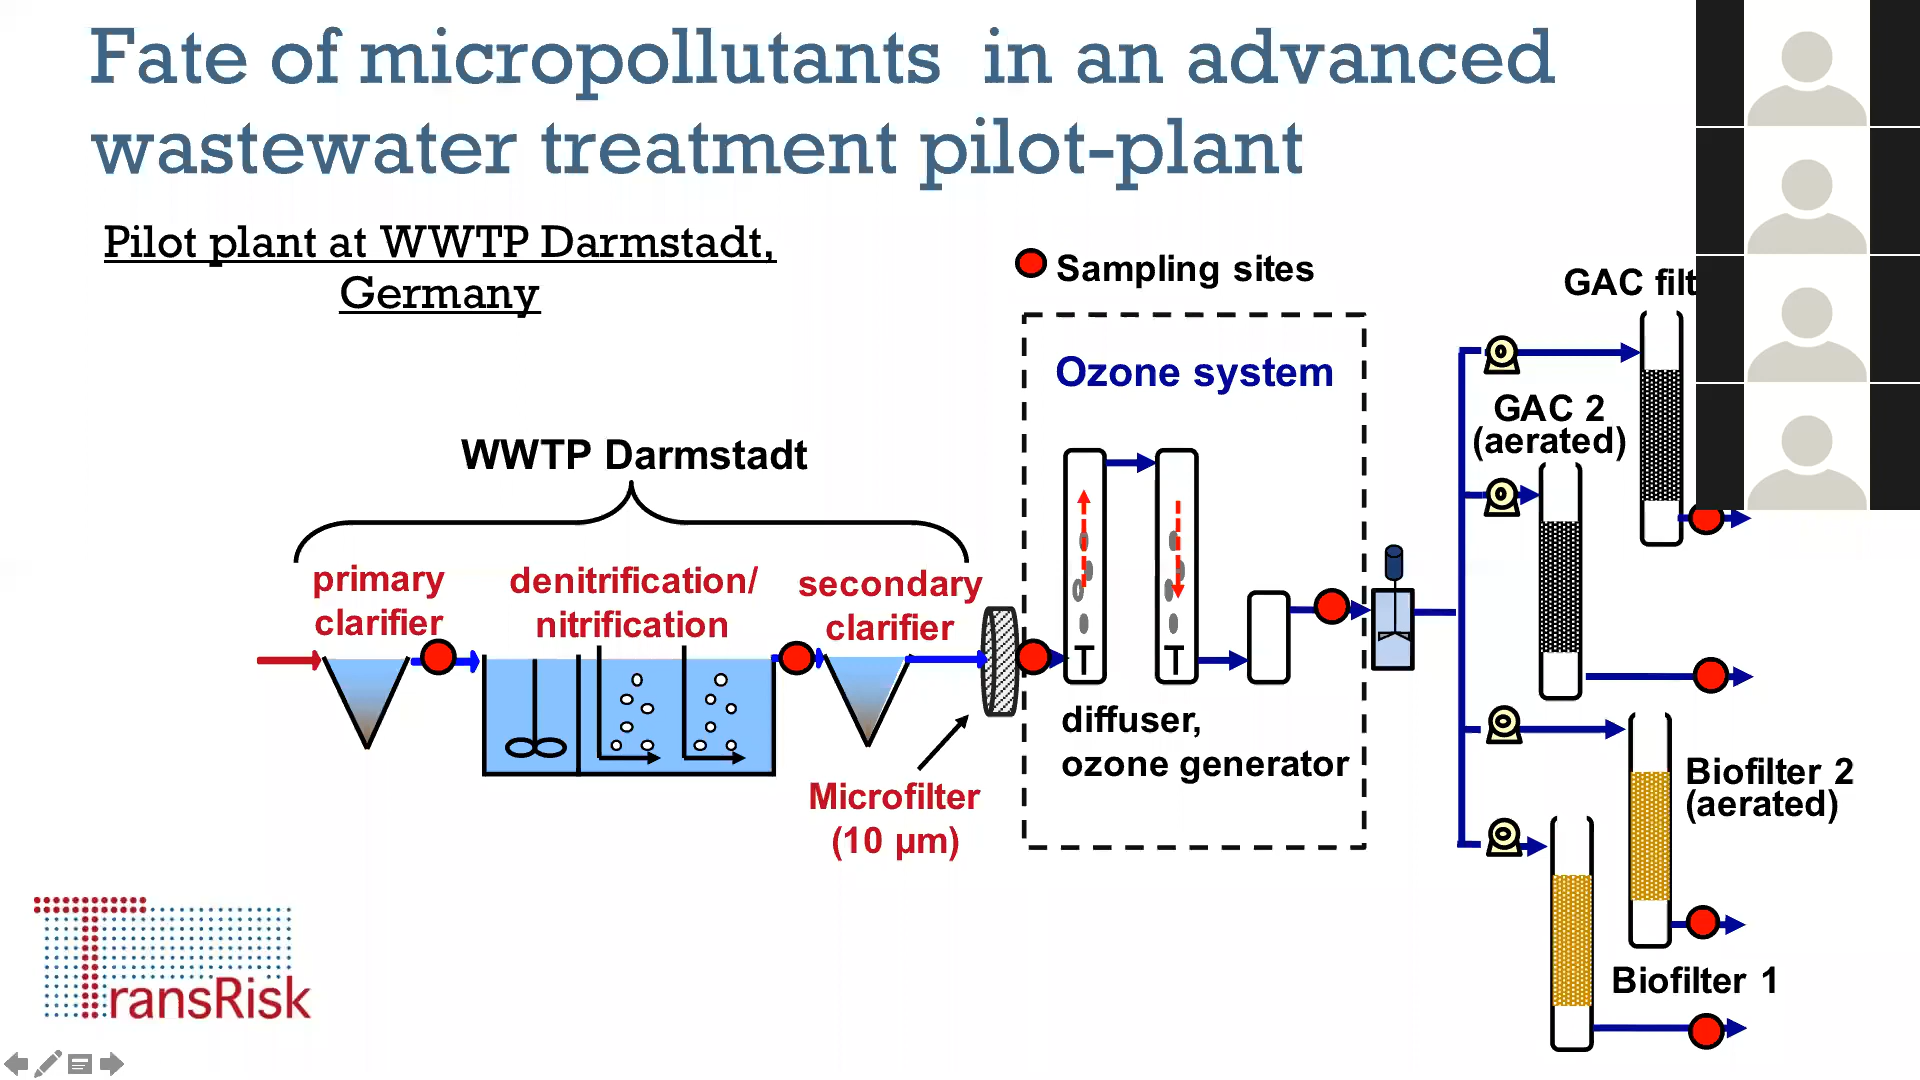 Fate of micropollutants in an advanced
wastewater treatment pilot-plant
Pilot plant at WWTP Darmstadt,
Germany
Sampling sites
GAC filt
Ozone system
GAC 2
(aerated)
WWTP Darmstadt
primary
clarifier
denitrification/
nitrification
secondary
clarifier
T
T
diffuser,
ozone generator
Microfilter
(10 µm)
Biofilter 2
(aerated)
Biofilter 1
TransRisk